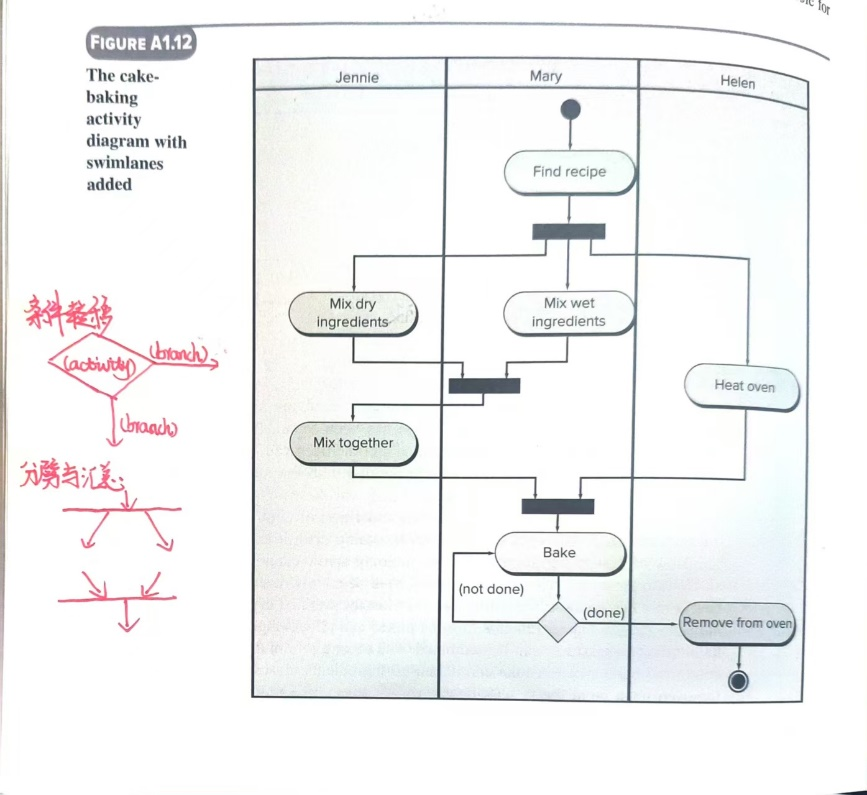 FIGURE A1.12
The cake-
baking
activity
diagram with
swimlanes
added
Jennie
Mary
Helen
Find recipe
Mix dry
ingredients
Mix wet
ingredients
Heat oven
Mix together
Bake
(not done)
(done)
Remove from oven
条件转移
(activity)
(branch)
(branch)
分劈与汇总:
for